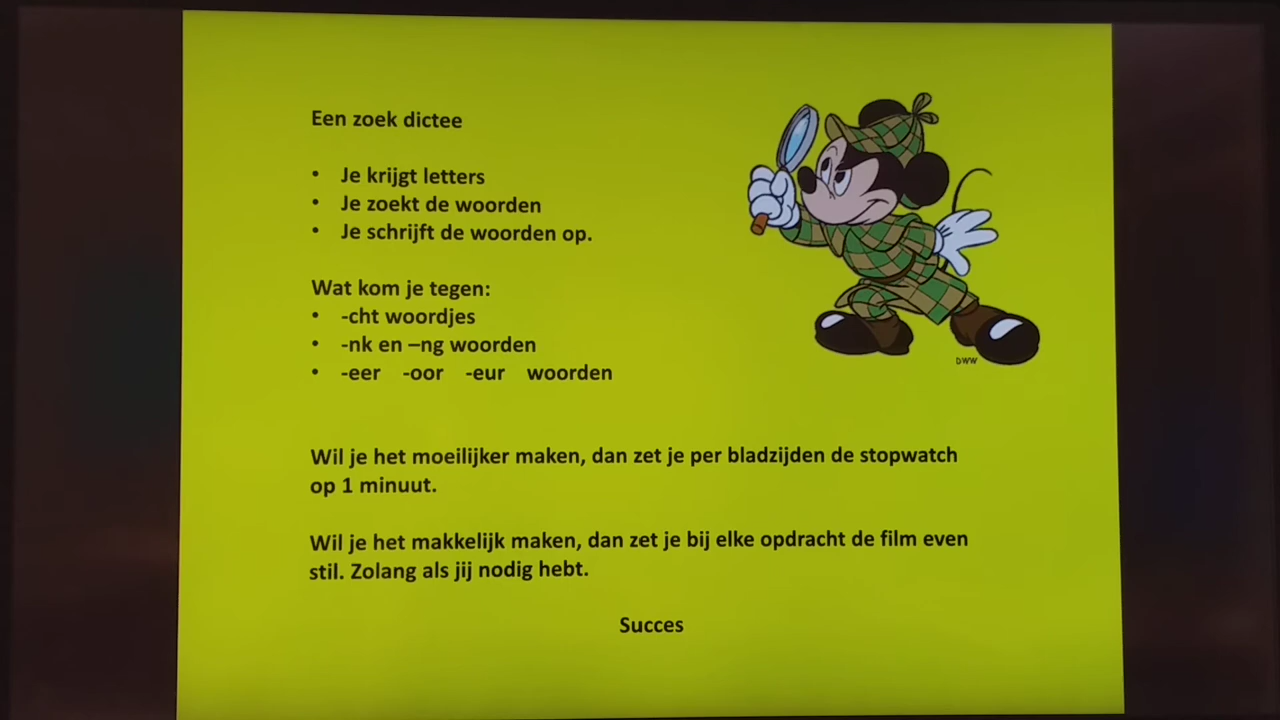 Een zoek dictee
• Je krijgt letters
• Je zoekt de woorden
• Je schrijft de woorden op.
Wat kom je tegen:
• -cht woordjes
• -nk en –ng woorden
• -eer -oor -eur woorden
Wil je het moeilijker maken, dan zet je per bladzijden de stopwatch
op 1 minuut.
Wil je het makkelijk maken, dan zet je bij elke opdracht de film even
stil. Zolang als jij nodig hebt.
Succes
DWW